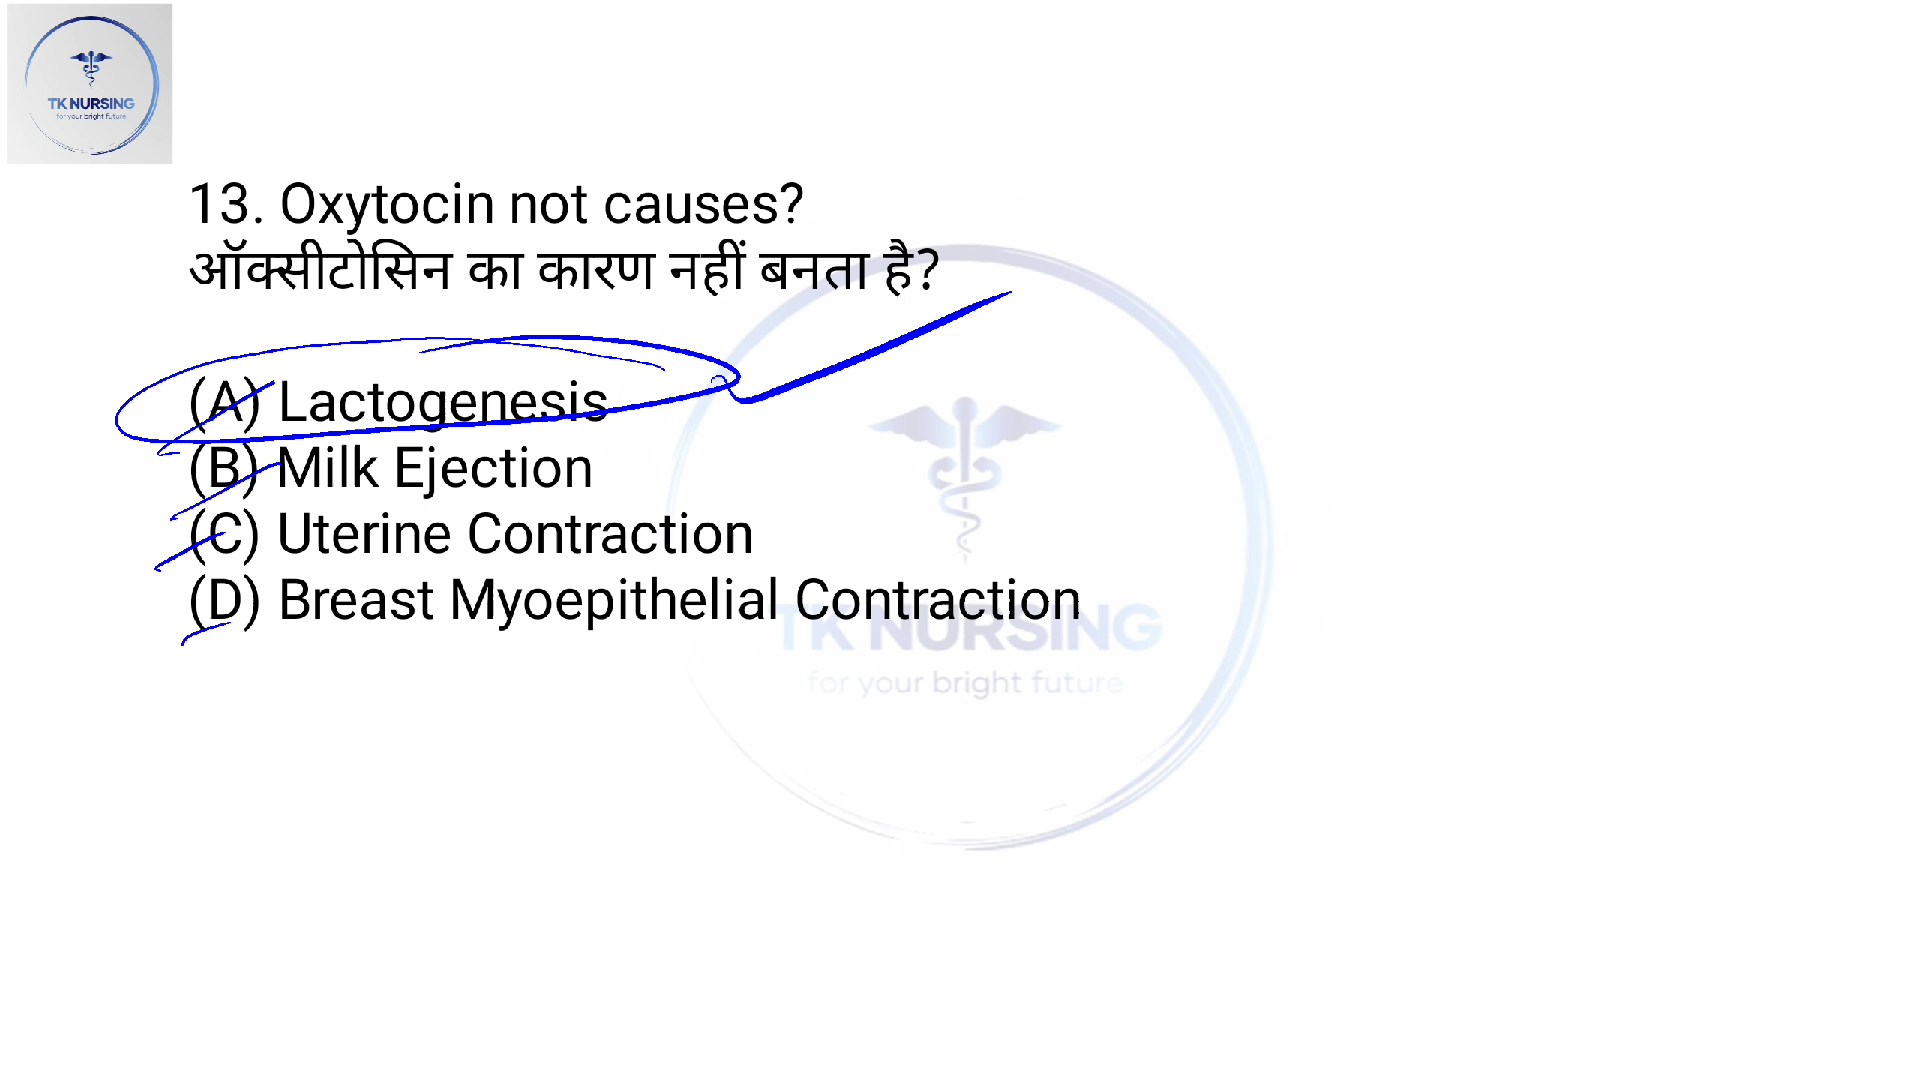 TK NURSING
for your bright future
13. Oxytocin not causes?
ऑक्सीटोसिन का कारण नहीं बनता है?
(A) Lactogenesis
(B) Milk Ejection
(C) Uterine Contraction
(D) Breast Myoepithelial Contraction
TK NURSING
for your bright future